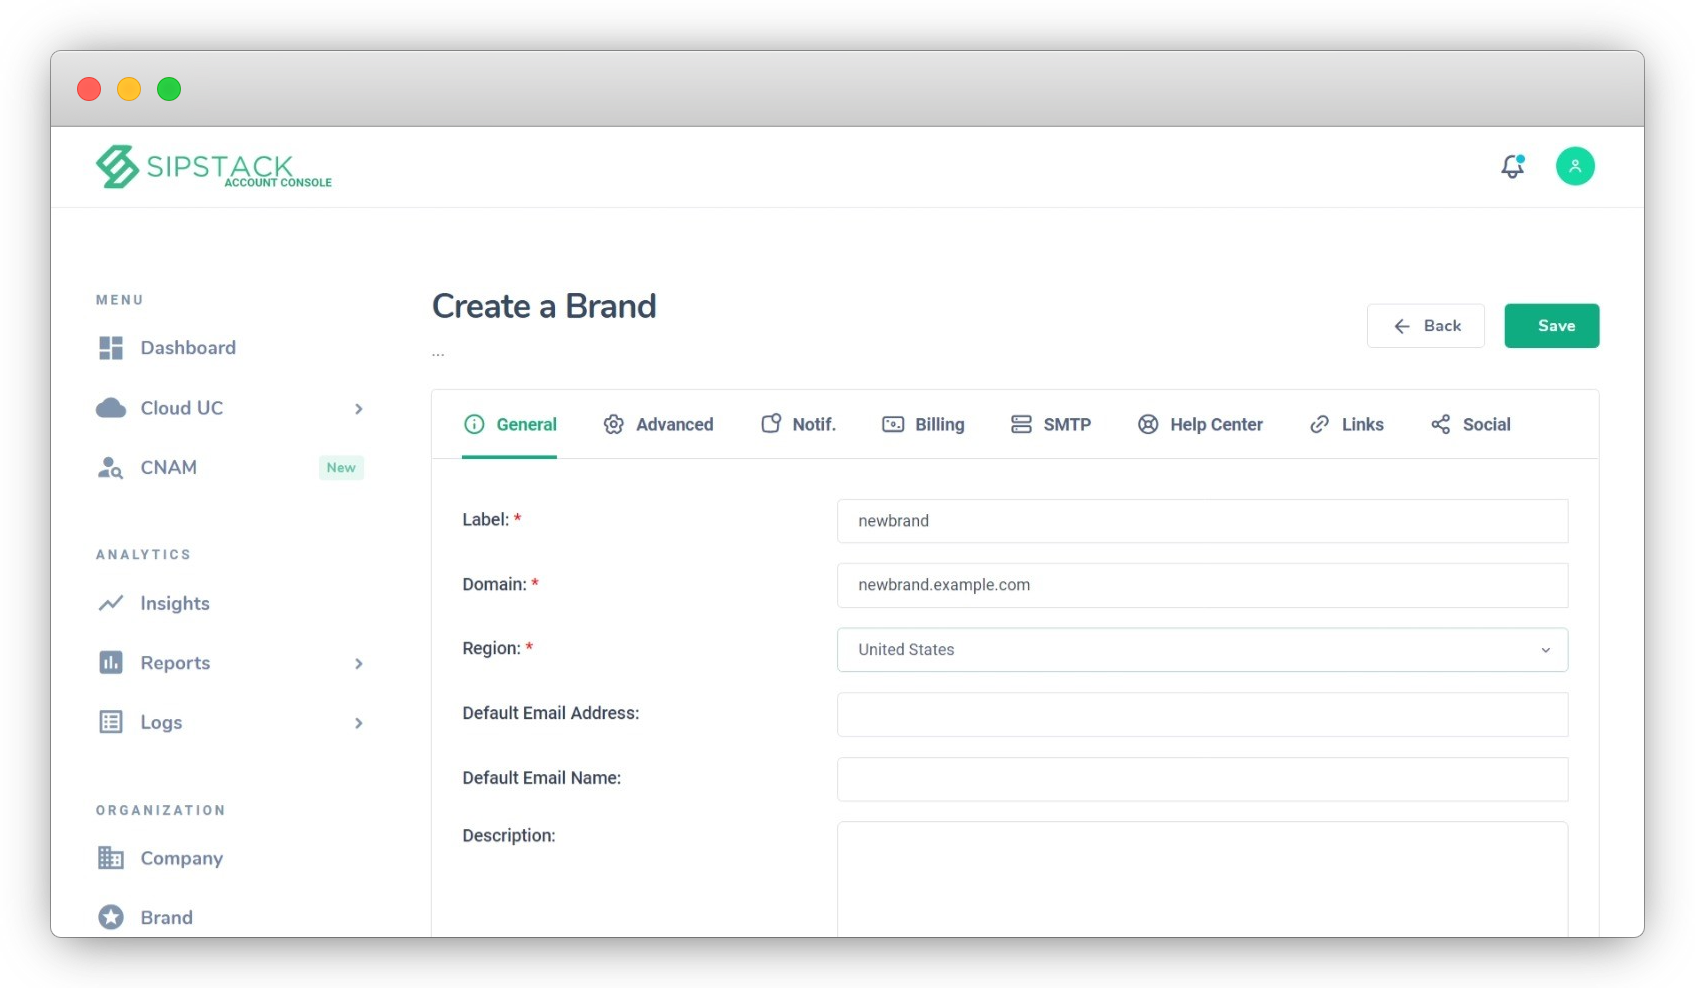 SIPSTACK
ACCOUNT CONSOLE
MENU
Dashboard
Cloud UC
CNAM New
ANALYTICS
Insights
Reports
Logs
ORGANIZATION
Company
Brand
Create a Brand
...
Back
Save
General Advanced Notif. Billing SMTP Help Center Links Social
Label: * newbrand
Domain: * newbrand.example.com
Region: * United States
Default Email Address:
Default Email Name:
Description: